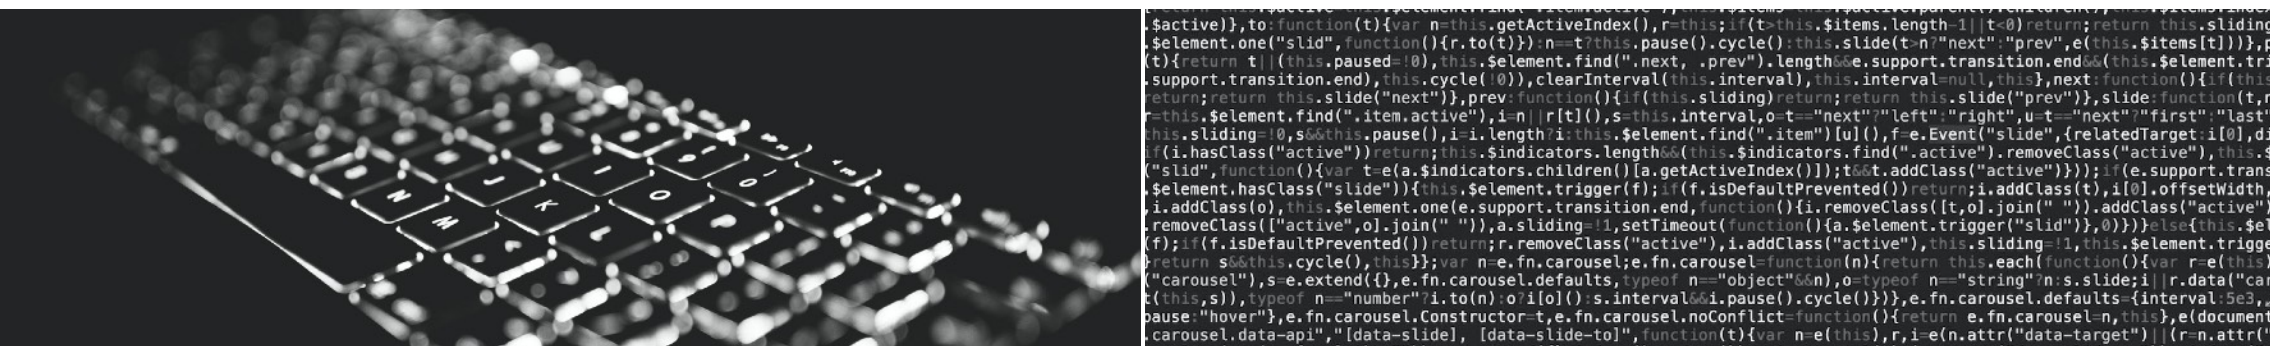 N
M
J
K
L
I
O
9
0
.$active)},to:function(t){var n=this.getActiveIndex(),r=this;if(t>this.$items.length-1||t<0)return;return this.sliding
.$element.one("slid",function(){r.to(t)}):n==t?this.pause().cycle():this.slide(t>n?"next":"prev",e(this.$items[t]))},p
(t){return t||(this.paused=!0),this.$element.find(".next, .prev").length&&e.support.transition.end&&(this.$element.tri
.support.transition.end),this.cycle(!0)),clearInterval(this.interval),this.interval=null,this},next:function(){if(this
return;return this.slide("next")},prev:function(){if(this.sliding)return;return this.slide("prev")},slide:function(t,n
r=this.$element.find(".item.active"),i=n||r[t](),s=this.interval,o=t=="next"?"left":"right",u=t=="next"?"first":"last"
this.sliding=!0,s&&this.pause(),i=i.length?i:this.$element.find(".item")[u](),f=e.Event("slide",{relatedTarget:i[0],di
if(i.hasClass("active"))return;this.$indicators.length&&(this.$indicators.find(".active").removeClass("active"),this.$
("slid",function(){var t=e(a.$indicators.children()[a.getActiveIndex()]);t&&t.addClass("active")}));if(e.support.trans
.$element.hasClass("slide")){this.$element.trigger(f);if(f.isDefaultPrevented())return;i.addClass(t),i[0].offsetWidth,
,i.addClass(o),this.$element.one(e.support.transition.end,function(){i.removeClass([t,o].join(" ")).addClass("active")
.removeClass(["active",o].join(" ")),a.sliding=!1,setTimeout(function(){a.$element.trigger("slid")},0)})}else{this.$el
(f);if(f.isDefaultPrevented())return;r.removeClass("active"),i.addClass("active"),this.sliding=!1,this.$element.trigge
}return s&&this.cycle(),this}};var n=e.fn.carousel;e.fn.carousel=function(n){return this.each(function(){var r=e(this)
("carousel"),s=e.extend({},e.fn.carousel.defaults,typeof n=="object"&&n),o=typeof n=="string"?n:s.slide;i||r.data("car
t(this,s)),typeof n=="number"?i.to(n):o?i[o]():s.interval&&i.pause().cycle()})},e.fn.carousel.defaults={interval:5e3,
pause:"hover"},e.fn.carousel.Constructor=t,e.fn.carousel.noConflict=function(){return e.fn.carousel=n,this},e(document
.carousel.data-api","[data-slide], [data-slide-to]",function(t){var n=e(this),r,i=e(n.attr("data-target")||(r=n.attr("